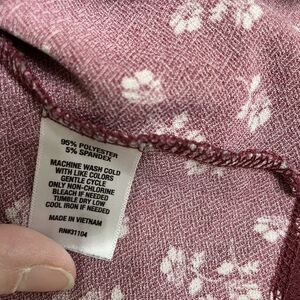 95% POLYESTER
5% SPANDEX
MACHINE WASH COLD
WITH LIKE COLORS
GENTLE CYCLE
ONLY NON-CHLORINE
BLEACH IF NEEDED
TUMBLE DRY LOW
COOL IRON IF NEEDED
MADE IN VIETNAM
RN#31104